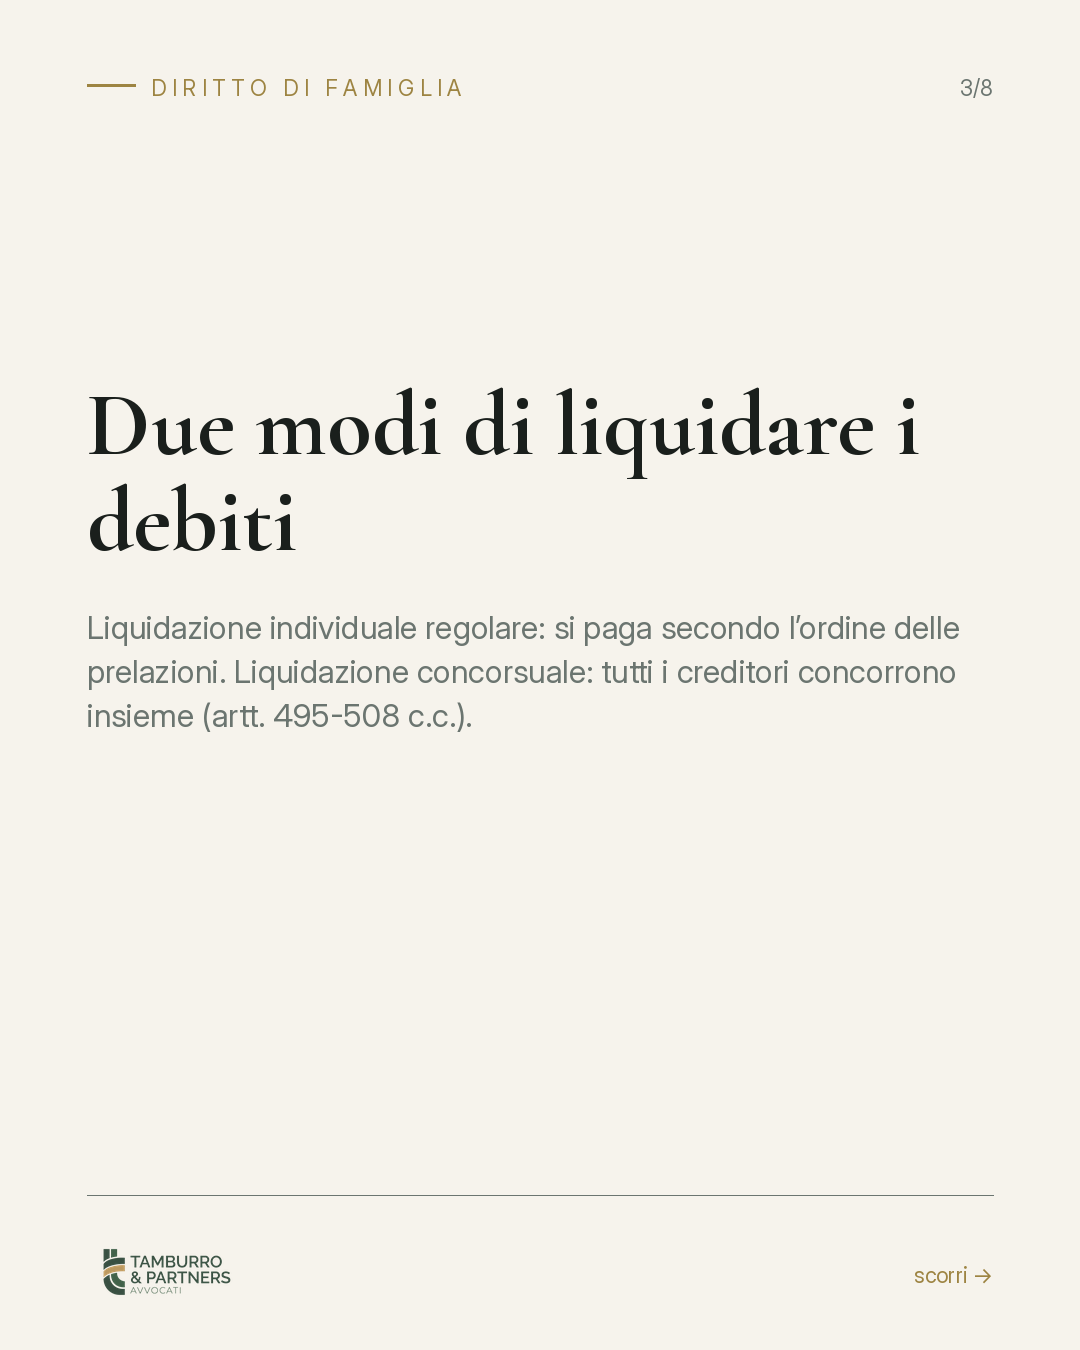 DIRITTO DI FAMIGLIA
3/8
Due modi di liquidare i
debiti
Liquidazione individuale regolare: si paga secondo l’ordine delle
prelazioni. Liquidazione concorsuale: tutti i creditori concorrono
insieme (artt. 495-508 c.c.).
TAMBURRO
& PARTNERS
AVVOCATI
scorri →